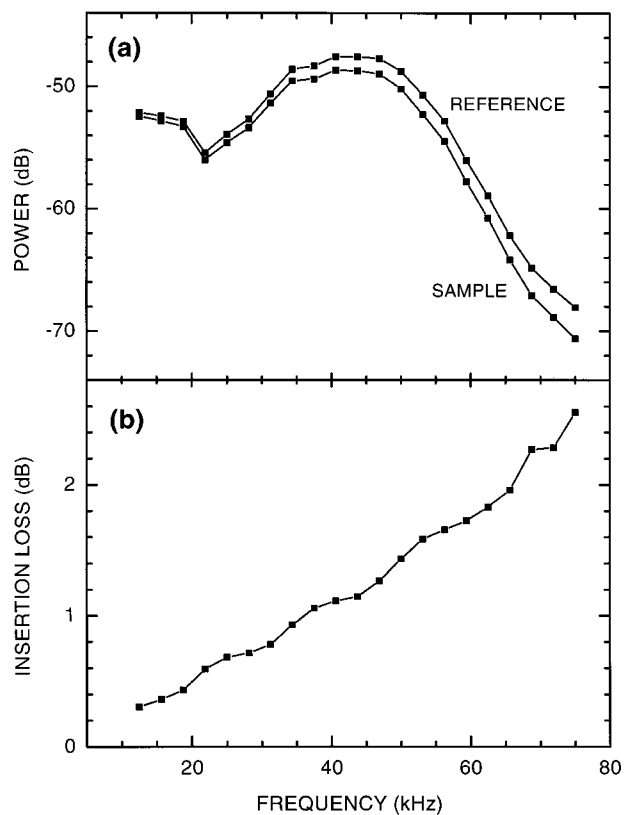 (a)
-50
REFERENCE
POWER (dB)
-60
SAMPLE
-70
(b)
2
INSERTION LOSS (dB)
1
0
20 40 60 80
FREQUENCY (kHz)